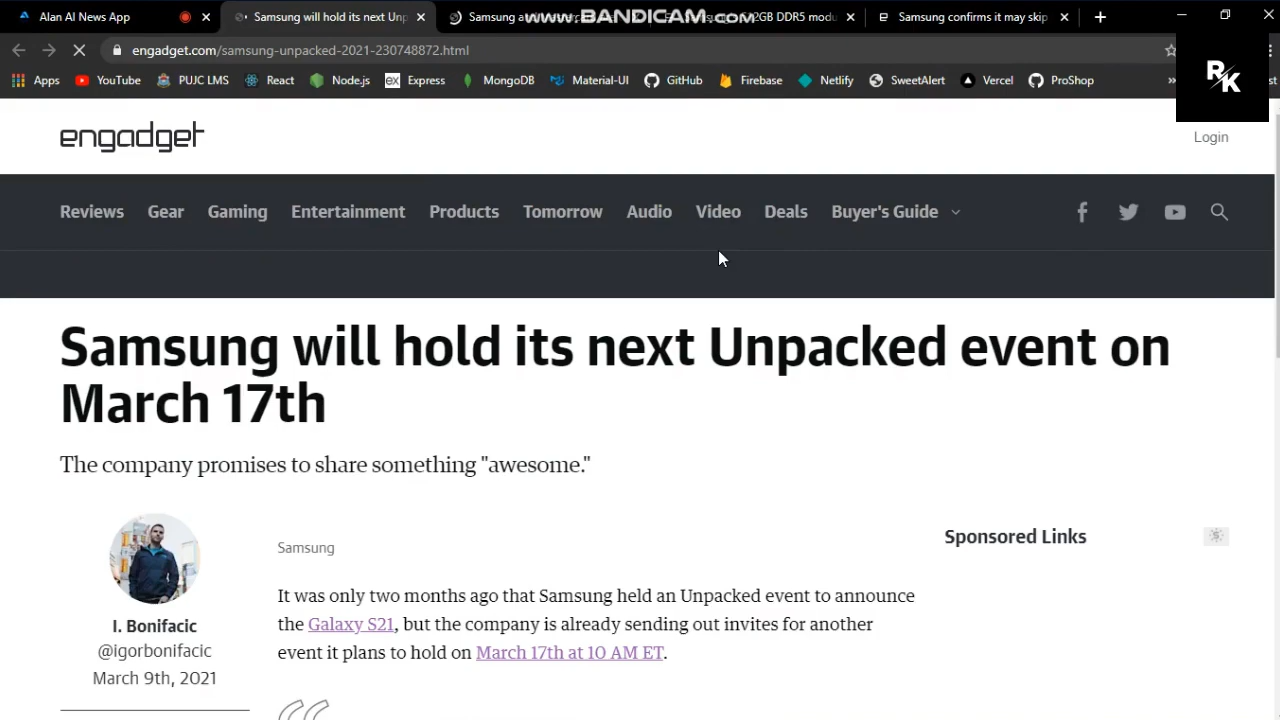 Alan AI News App
Samsung will hold its next Unp
Samsung a
www.BANDICAM.com
2GB DDR5 modu
Samsung confirms it may skip
engadget.com/samsung-unpacked-2021-230748872.html
Apps
YouTube
PUJC LMS
React
Node.js
ex
Express
MongoDB
Material-UI
GitHub
Firebase
Netlify
SweetAlert
Vercel
ProShop
»
st
RK
engadget
Login
Reviews
Gear
Gaming
Entertainment
Products
Tomorrow
Audio
Video
Deals
Buyer's Guide
Samsung will hold its next Unpacked event on
March 17th
The company promises to share something "awesome."
Samsung
Sponsored Links
It was only two months ago that Samsung held an Unpacked event to announce
the Galaxy S21, but the company is already sending out invites for another
event it plans to hold on March 17th at 10 AM ET.
I. Bonifacic
@igorbonifacic
March 9th, 2021
“